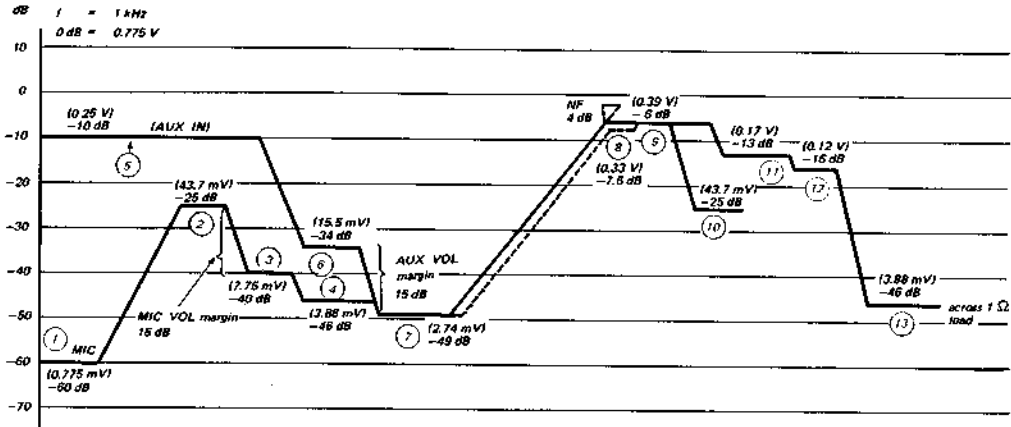 dB
f = 1 kHz
0 dB = 0.775 V
10
0
−10
−20
−30
−40
−50
−60
−70
(0.25 V)
−10 dB
(AUX IN)
5
(43.7 mV)
−25 dB
2
3
(7.75 mV)
−40 dB
MIC VOL margin
15 dB
1
MIC
(0.775 mV)
−60 dB
(15.5 mV)
−34 dB
6
4
(3.88 mV)
−46 dB
AUX VOL
margin
15 dB
7
(2.74 mV)
−49 dB
NF
4 dB
(0.39 V)
−6 dB
8
9
(0.33 V)
−7.5 dB
(43.7 mV)
−25 dB
10
(0.17 V)
−13 dB
11
(0.12 V)
−16 dB
12
(3.88 mV)
−46 dB
13
across 1 Ω
load